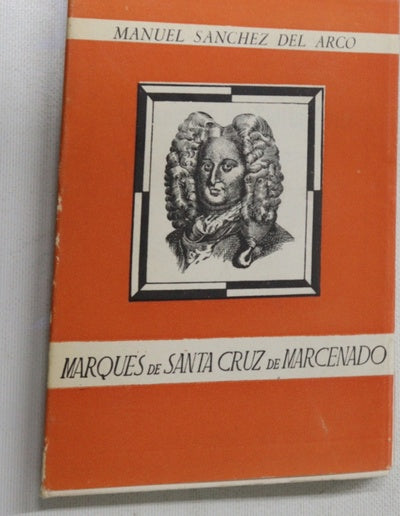 MANUEL SANCHEZ DEL ARCO
MARQUES DE SANTA CRUZ DE MARCENADO